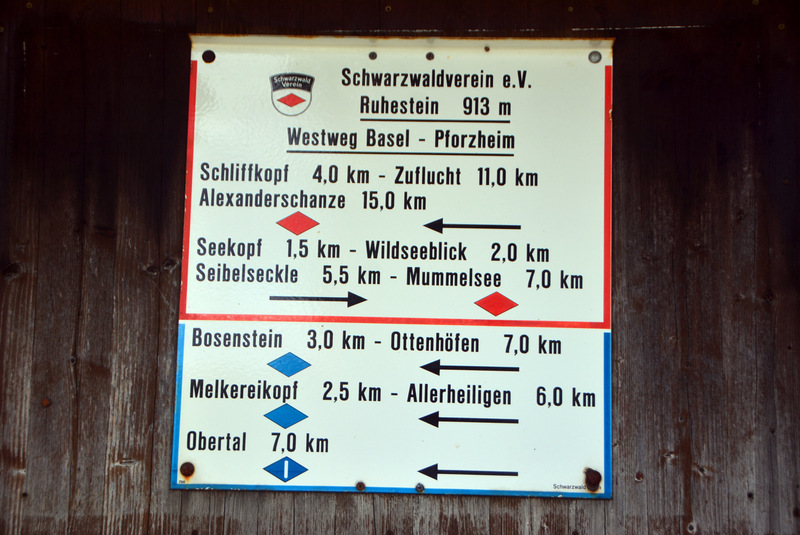 Schwarzwald
Verein
Schwarzwaldverein e.V.
Ruhestein 913 m
Westweg Basel - Pforzheim
Schliffkopf 4,0 km - Zuflucht 11,0 km
Alexanderschanze 15,0 km
Seekopf 1,5 km - Wildseeblick 2,0 km
Seibelseckle 5,5 km - Mummelsee 7,0 km
Bosenstein 3,0 km - Ottenhöfen 7,0 km
Melkereikopf 2,5 km - Allerheiligen 6,0 km
Obertal 7,0 km
Schwarzwald